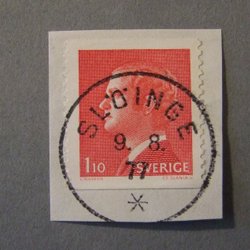 SLÖINGE
9. 8.
77
1.10 SVERIGE